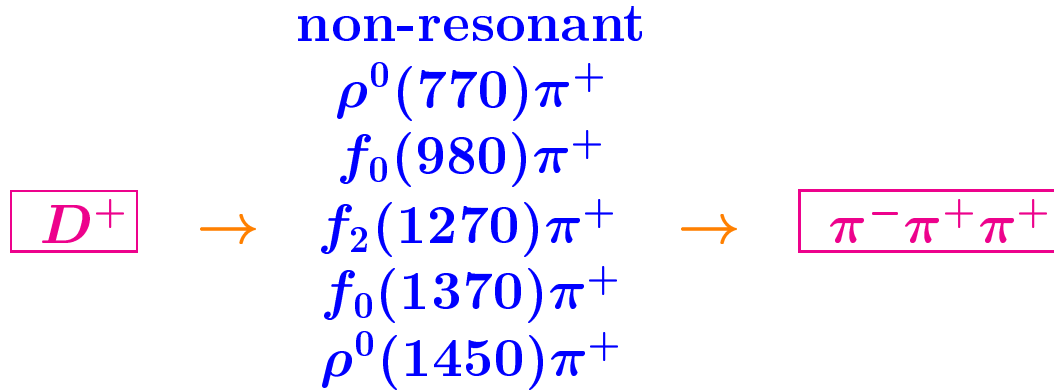 non-resonant
ρ⁰(770)π⁺
f₀(980)π⁺
D⁺ → f₂(1270)π⁺ → π⁻π⁺π⁺
f₀(1370)π⁺
ρ⁰(1450)π⁺